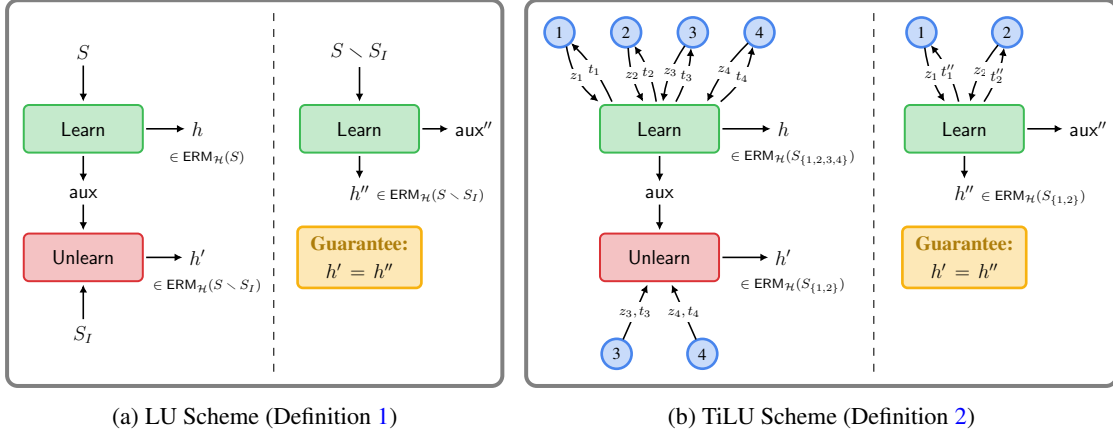 S
Learn
h
∈ ERM_H(S)
aux
Unlearn
h′
∈ ERM_H(S ∖ S_I)
S_I
S ∖ S_I
Learn
aux′′
h′′ ∈ ERM_H(S ∖ S_I)
Guarantee:
h′ = h′′
(a) LU Scheme (Definition 1)
1 2 3 4
z_1 t_1 z_2 t_2 z_3 t_3 z_4 t_4
Learn
h
∈ ERM_H(S_{1,2,3,4})
aux
Unlearn
h′
∈ ERM_H(S_{1,2})
z_3, t_3 z_4, t_4
3 4
1 2
z_1 t′′_1 z_2 t′′_2
Learn
aux′′
h′′ ∈ ERM_H(S_{1,2})
Guarantee:
h′ = h′′
(b) TiLU Scheme (Definition 2)